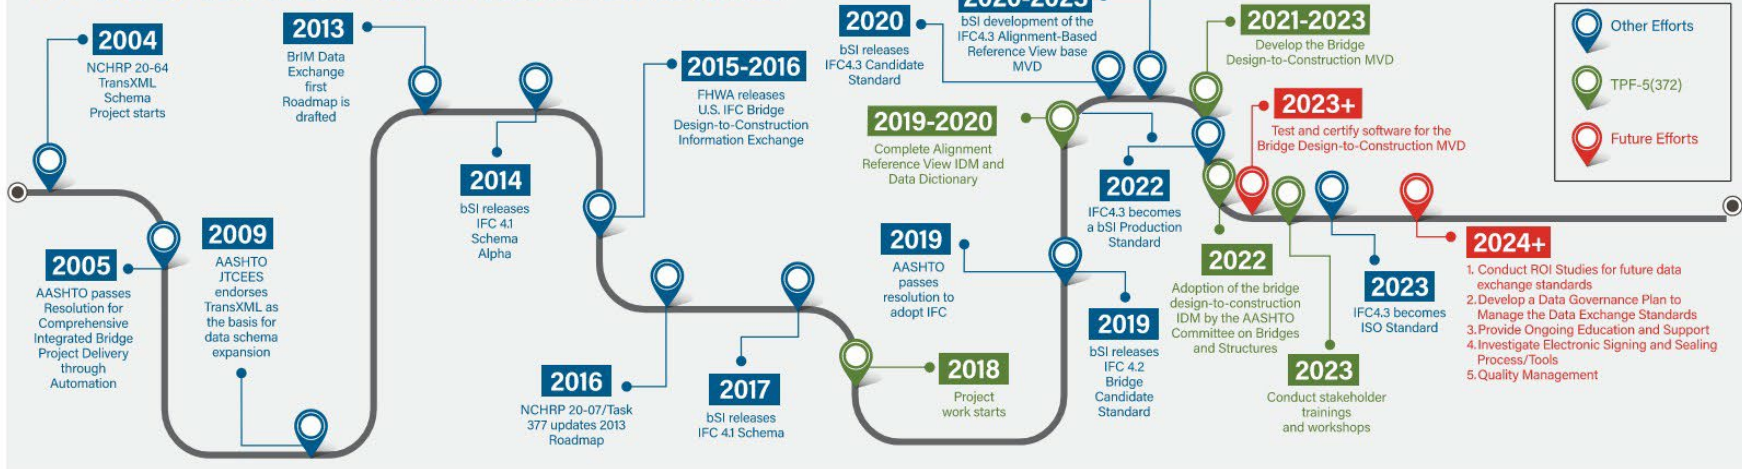 2004
NCHRP 20-64
TransXML
Schema
Project starts
2005
AASHTO passes
Resolution for
Comprehensive
Integrated Bridge
Project Delivery
through
Automation
2009
AASHTO
JTCEES
endorses
TransXML as
the basis for
data schema
expansion
2013
BrIM Data
Exchange
first
Roadmap is
drafted
2014
bSI releases
IFC 4.1
Schema
Alpha
2015-2016
FHWA releases
U.S. IFC Bridge
Design-to-Construction
Information Exchange
2016
NCHRP 20-07/Task
377 updates 2013
Roadmap
2017
bSI releases
IFC 4.1 Schema
2018
Project
work starts
2019-2020
Complete Alignment
Reference View IDM and
Data Dictionary
2019
AASHTO
passes
resolution to
adopt IFC
2019
bSI releases
IFC 4.2
Bridge
Candidate
Standard
2020
bSI releases
IFC4.3 Candidate
Standard
2020-2023
bSI development of the
IFC4.3 Alignment-Based
Reference View base
MVD
2021-2023
Develop the Bridge
Design-to-Construction MVD
2022
IFC4.3 becomes
a bSI Production
Standard
2022
Adoption of the bridge
design-to-construction
IDM by the AASHTO
Committee on Bridges
and Structures
2023+
Test and certify software for the
Bridge Design-to-Construction MVD
2023
Conduct stakeholder
trainings
and workshops
2023
IFC4.3 becomes
ISO Standard
2024+
1. Conduct ROI Studies for future data
exchange standards
2. Develop a Data Governance Plan to
Manage the Data Exchange Standards
3. Provide Ongoing Education and Support
4. Investigate Electronic Signing and Sealing
Process/Tools
5. Quality Management
Other Efforts
TPF-5(372)
Future Efforts